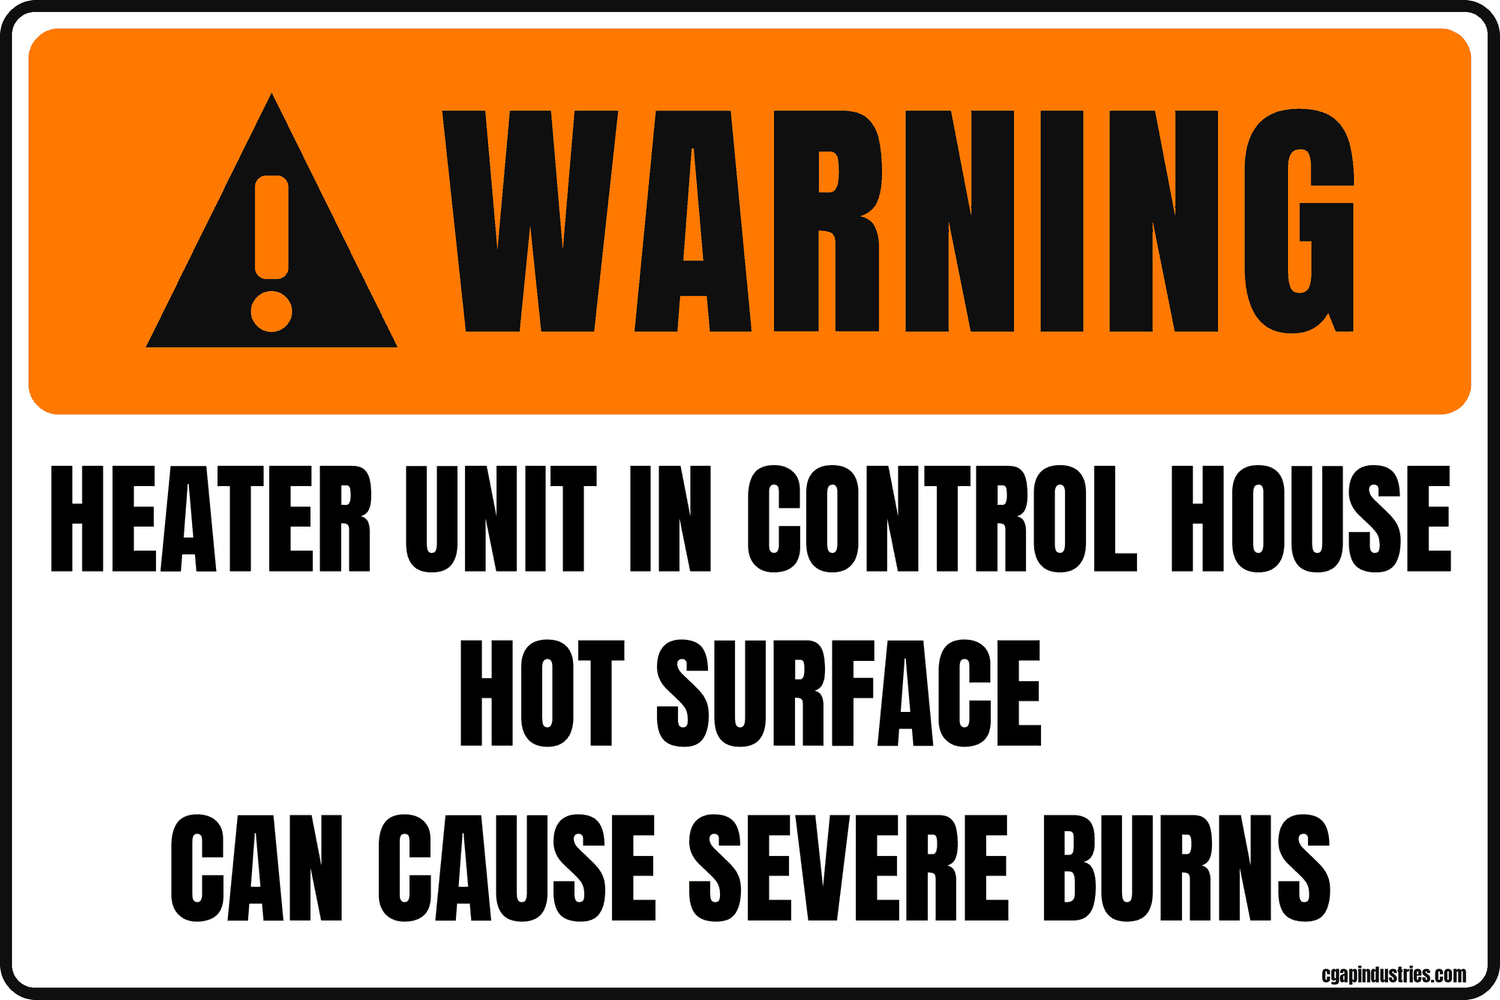 WARNING
HEATER UNIT IN CONTROL HOUSE
HOT SURFACE
CAN CAUSE SEVERE BURNS
cgapindustries.com